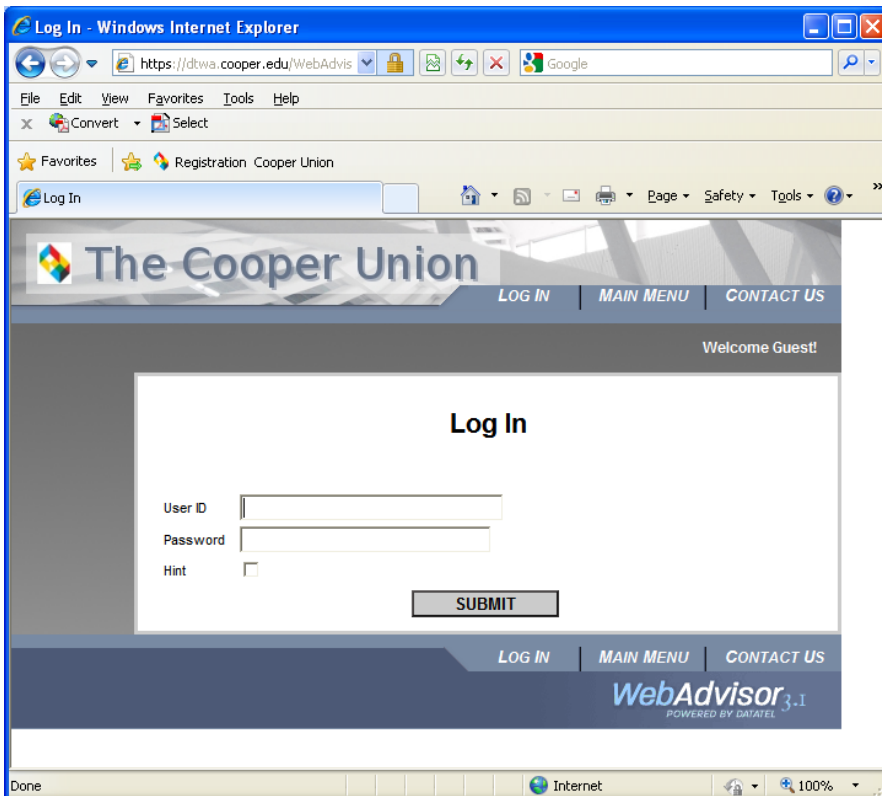 Log In - Windows Internet Explorer
https://dtwa.cooper.edu/WebAdvis
Google
File Edit View Favorites Tools Help
x Convert Select
Favorites Registration Cooper Union
Log In
Page Safety Tools ? »
The Cooper Union
LOG IN MAIN MENU CONTACT US
Welcome Guest!
Log In
User ID
Password
Hint
SUBMIT
LOG IN MAIN MENU CONTACT US
WebAdvisor 3.1
POWERED BY DATATEL
Done Internet 100%